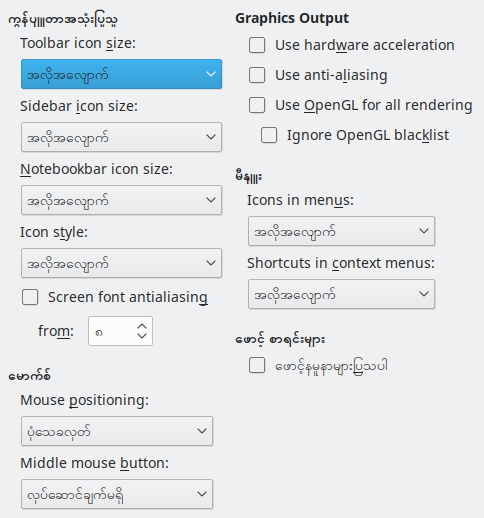 ကွန်ပျူတာအသုံးပြုသူ
Toolbar icon size:
အလိုအလျောက်
Sidebar icon size:
အလိုအလျောက်
Notebookbar icon size:
အလိုအလျောက်
Icon style:
အလိုအလျောက်
Screen font antialiasing
from:
၈
မောက်စ်
Mouse positioning:
ပုံသေခလုတ်
Middle mouse button:
လုပ်ဆောင်ချက်မရှိ
Graphics Output
Use hardware acceleration
Use anti-aliasing
Use OpenGL for all rendering
Ignore OpenGL blacklist
မီနျူး
Icons in menus:
အလိုအလျောက်
Shortcuts in context menus:
အလိုအလျောက်
ဖောင့် စာရင်းများ
ဖောင့်နမူနာများပြသပါ